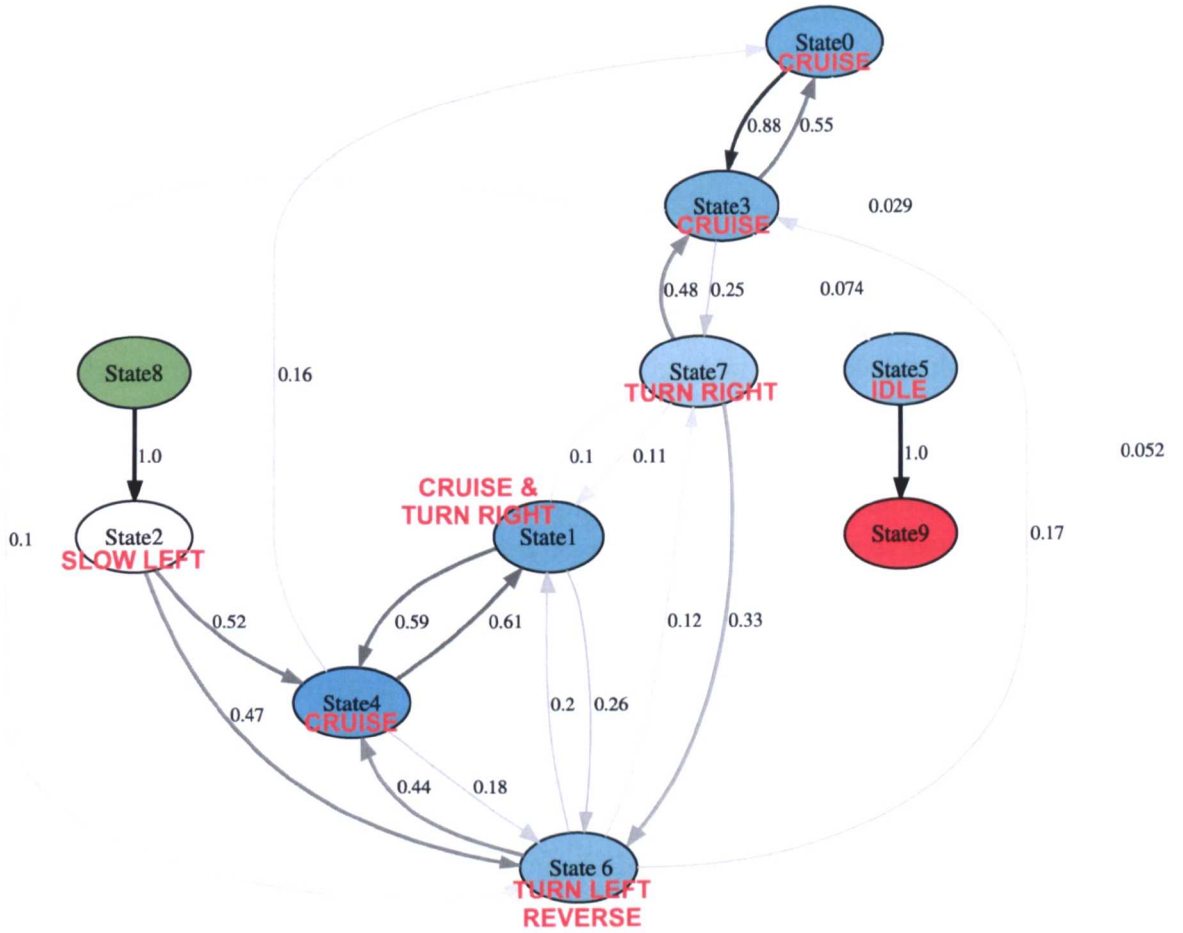 State0
CRUISE
0.88
0.55
State3
CRUISE
0.029
0.48
0.25
0.074
State8
0.16
State7
TURN RIGHT
State5
IDLE
1.0
0.1
0.11
1.0
0.052
CRUISE &
TURN RIGHT
State1
State2
SLOW LEFT
0.1
State9
0.17
0.52
0.59
0.61
0.12
0.33
State4
CRUISE
0.47
0.2
0.26
0.44
0.18
State 6
TURN LEFT
REVERSE